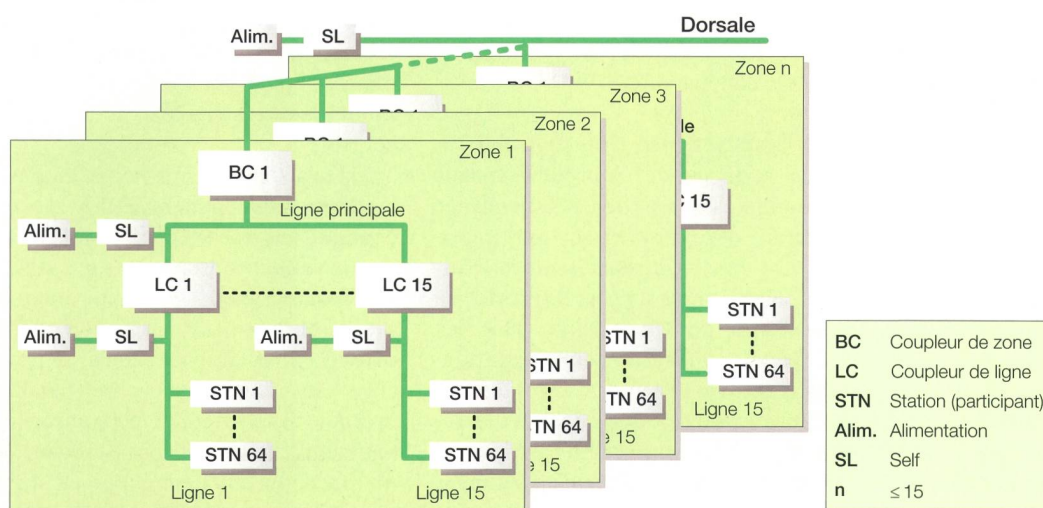 Dorsale
Alim. SL
Zone n
Zone 3
Zone 2
Zone 1
BC 1
Ligne principale
Alim. SL
LC 1 LC 15
15
Alim. SL Alim. SL
STN 1 STN 1 STN 1 STN 1 STN 1
STN 64 STN 64 STN 64 STN 64 STN 64
Ligne 1 Ligne 15 15 15 Ligne 15
BC Coupleur de zone
LC Coupleur de ligne
STN Station (participant)
Alim. Alimentation
SL Self
n ≤ 15